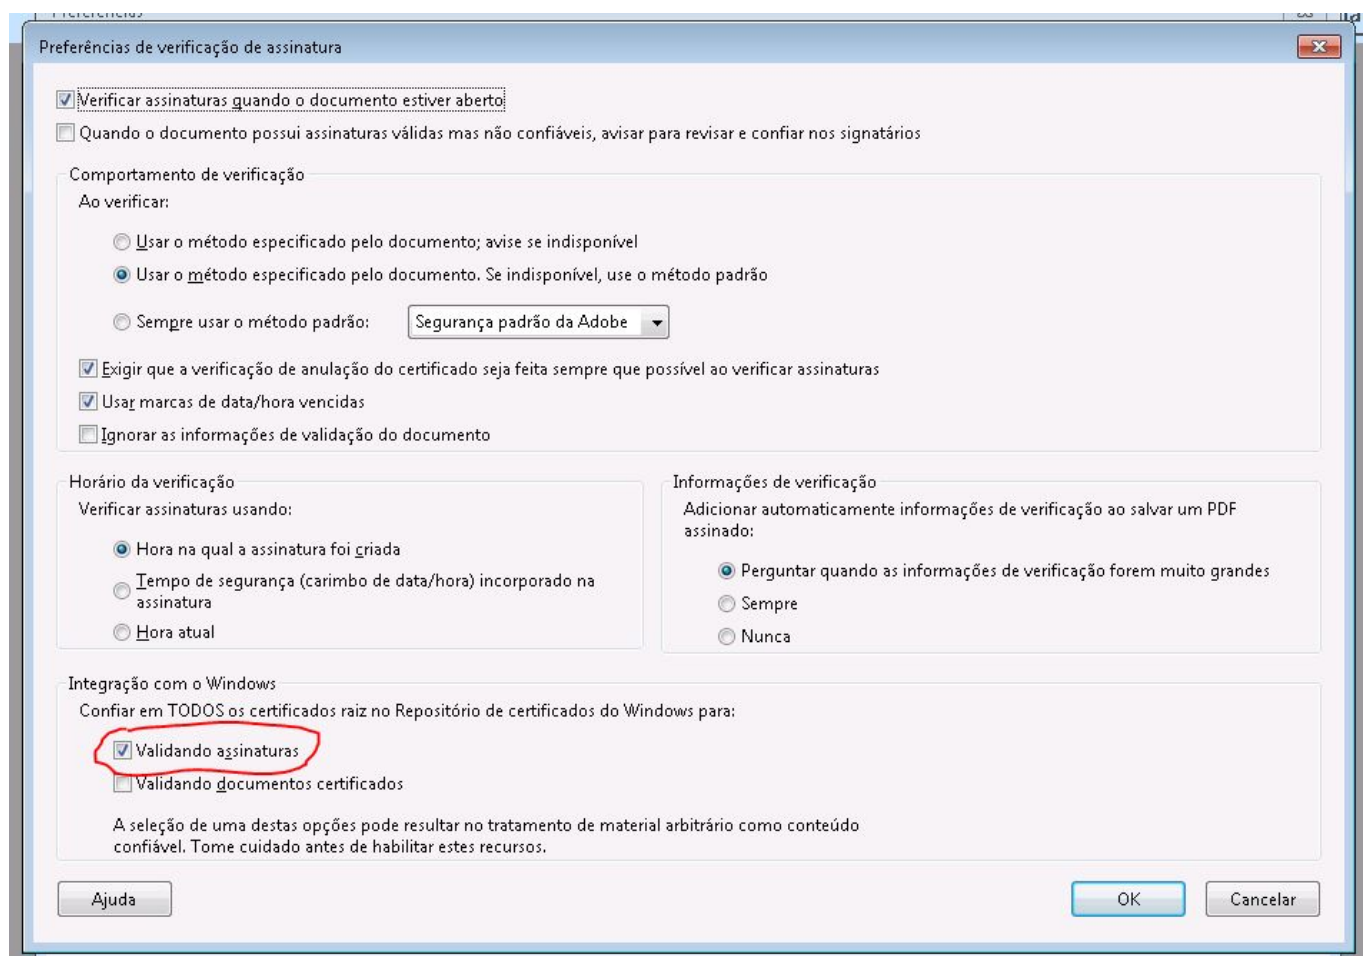 Preferências
Preferências de verificação de assinatura
Verificar assinaturas quando o documento estiver aberto
Quando o documento possui assinaturas válidas mas não confiáveis, avisar para revisar e confiar nos signatários
Comportamento de verificação
Ao verificar:
Usar o método especificado pelo documento; avise se indisponível
Usar o método especificado pelo documento. Se indisponível, use o método padrão
Sempre usar o método padrão: Segurança padrão da Adobe
Exigir que a verificação de anulação do certificado seja feita sempre que possível ao verificar assinaturas
Usar marcas de data/hora vencidas
Ignorar as informações de validação do documento
Horário da verificação
Verificar assinaturas usando:
Hora na qual a assinatura foi criada
Tempo de segurança (carimbo de data/hora) incorporado na
assinatura
Hora atual
Informações de verificação
Adicionar automaticamente informações de verificação ao salvar um PDF
assinado:
Perguntar quando as informações de verificação forem muito grandes
Sempre
Nunca
Integração com o Windows
Confiar em TODOS os certificados raiz no Repositório de certificados do Windows para:
Validando assinaturas
Validando documentos certificados
A seleção de uma destas opções pode resultar no tratamento de material arbitrário como conteúdo
confiável. Tome cuidado antes de habilitar estes recursos.
Ajuda
OK
Cancelar